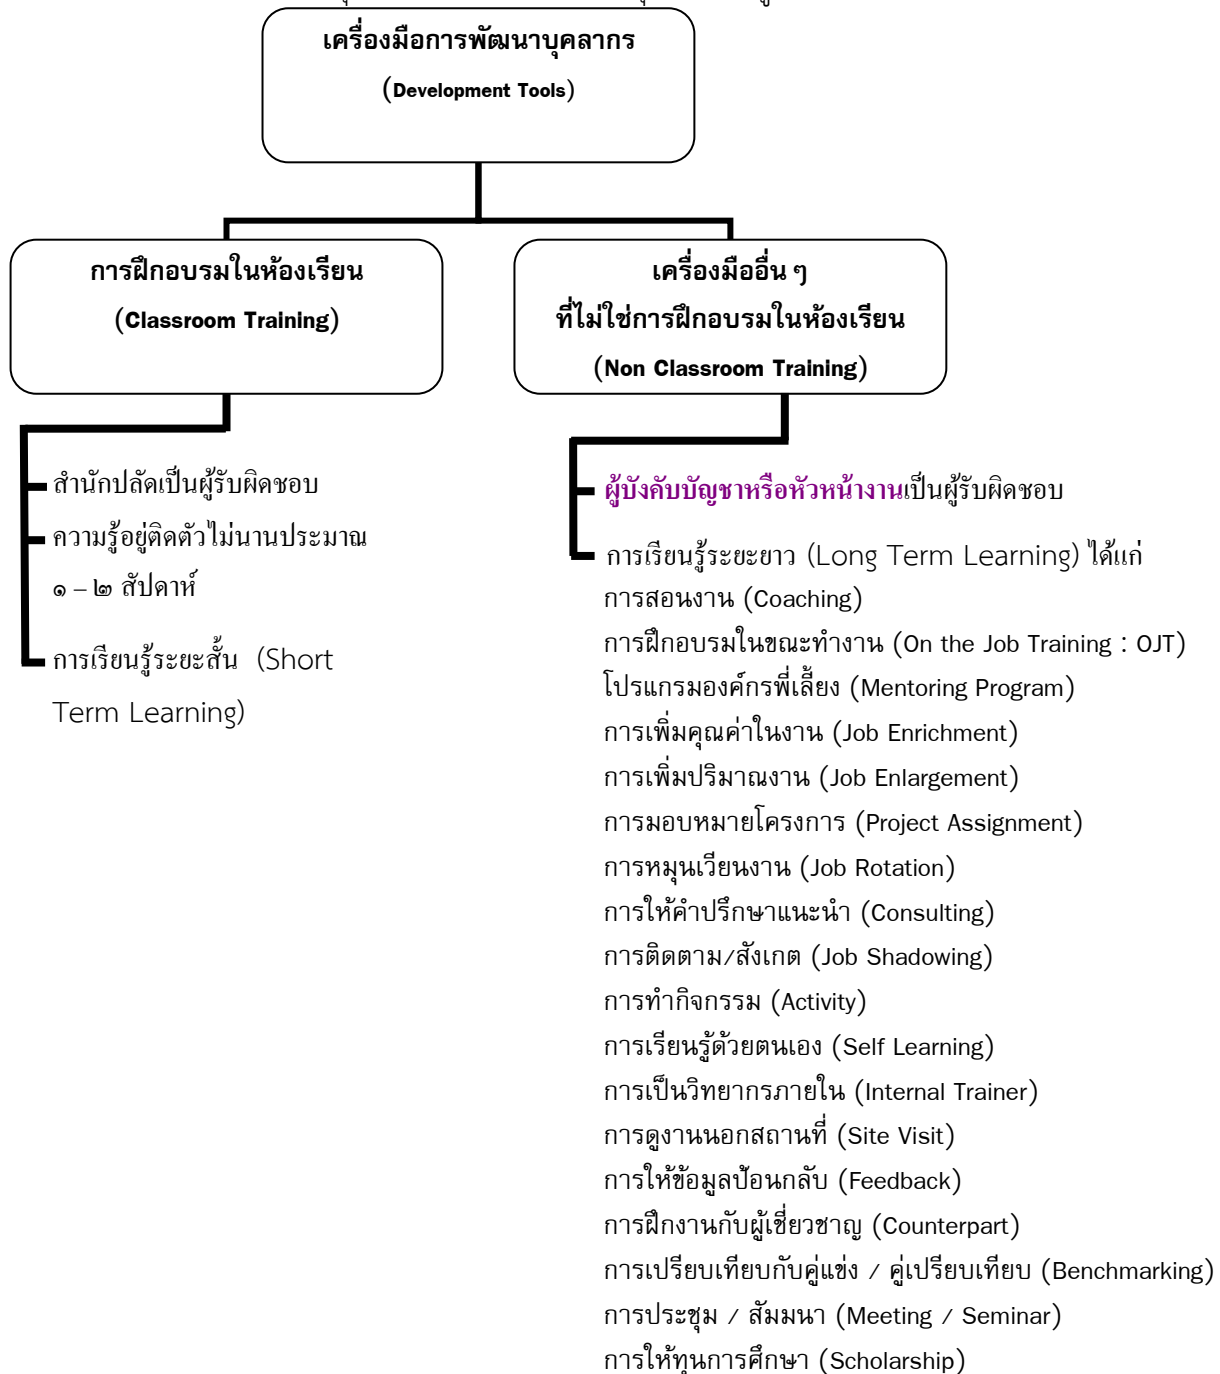 เครื่องมือการพัฒนาบุคลากร
(Development Tools)
การฝึกอบรมในห้องเรียน
(Classroom Training)
เครื่องมืออื่น ๆ
ที่ไม่ใช่การฝึกอบรมในห้องเรียน
(Non Classroom Training)
สำนักปลัดเป็นผู้รับผิดชอบ
ความรู้อยู่ติดตัวไม่นานประมาณ
๑ – ๒ สัปดาห์
การเรียนรู้ระยะสั้น (Short
Term Learning)
ผู้บังคับบัญชาหรือหัวหน้างานเป็นผู้รับผิดชอบ
การเรียนรู้ระยะยาว (Long Term Learning) ได้แก่
การสอนงาน (Coaching)
การฝึกอบรมในขณะทำงาน (On the Job Training : OJT)
โปรแกรมองค์กรพี่เลี้ยง (Mentoring Program)
การเพิ่มคุณค่าในงาน (Job Enrichment)
การเพิ่มปริมาณงาน (Job Enlargement)
การมอบหมายโครงการ (Project Assignment)
การหมุนเวียนงาน (Job Rotation)
การให้คำปรึกษาแนะนำ (Consulting)
การติดตาม/สังเกต (Job Shadowing)
การทำกิจกรรม (Activity)
การเรียนรู้ด้วยตนเอง (Self Learning)
การเป็นวิทยากรภายใน (Internal Trainer)
การดูงานนอกสถานที่ (Site Visit)
การให้ข้อมูลป้อนกลับ (Feedback)
การฝึกงานกับผู้เชี่ยวชาญ (Counterpart)
การเปรียบเทียบกับคู่แข่ง / คู่เปรียบเทียบ (Benchmarking)
การประชุม / สัมมนา (Meeting / Seminar)
การให้ทุนการศึกษา (Scholarship)